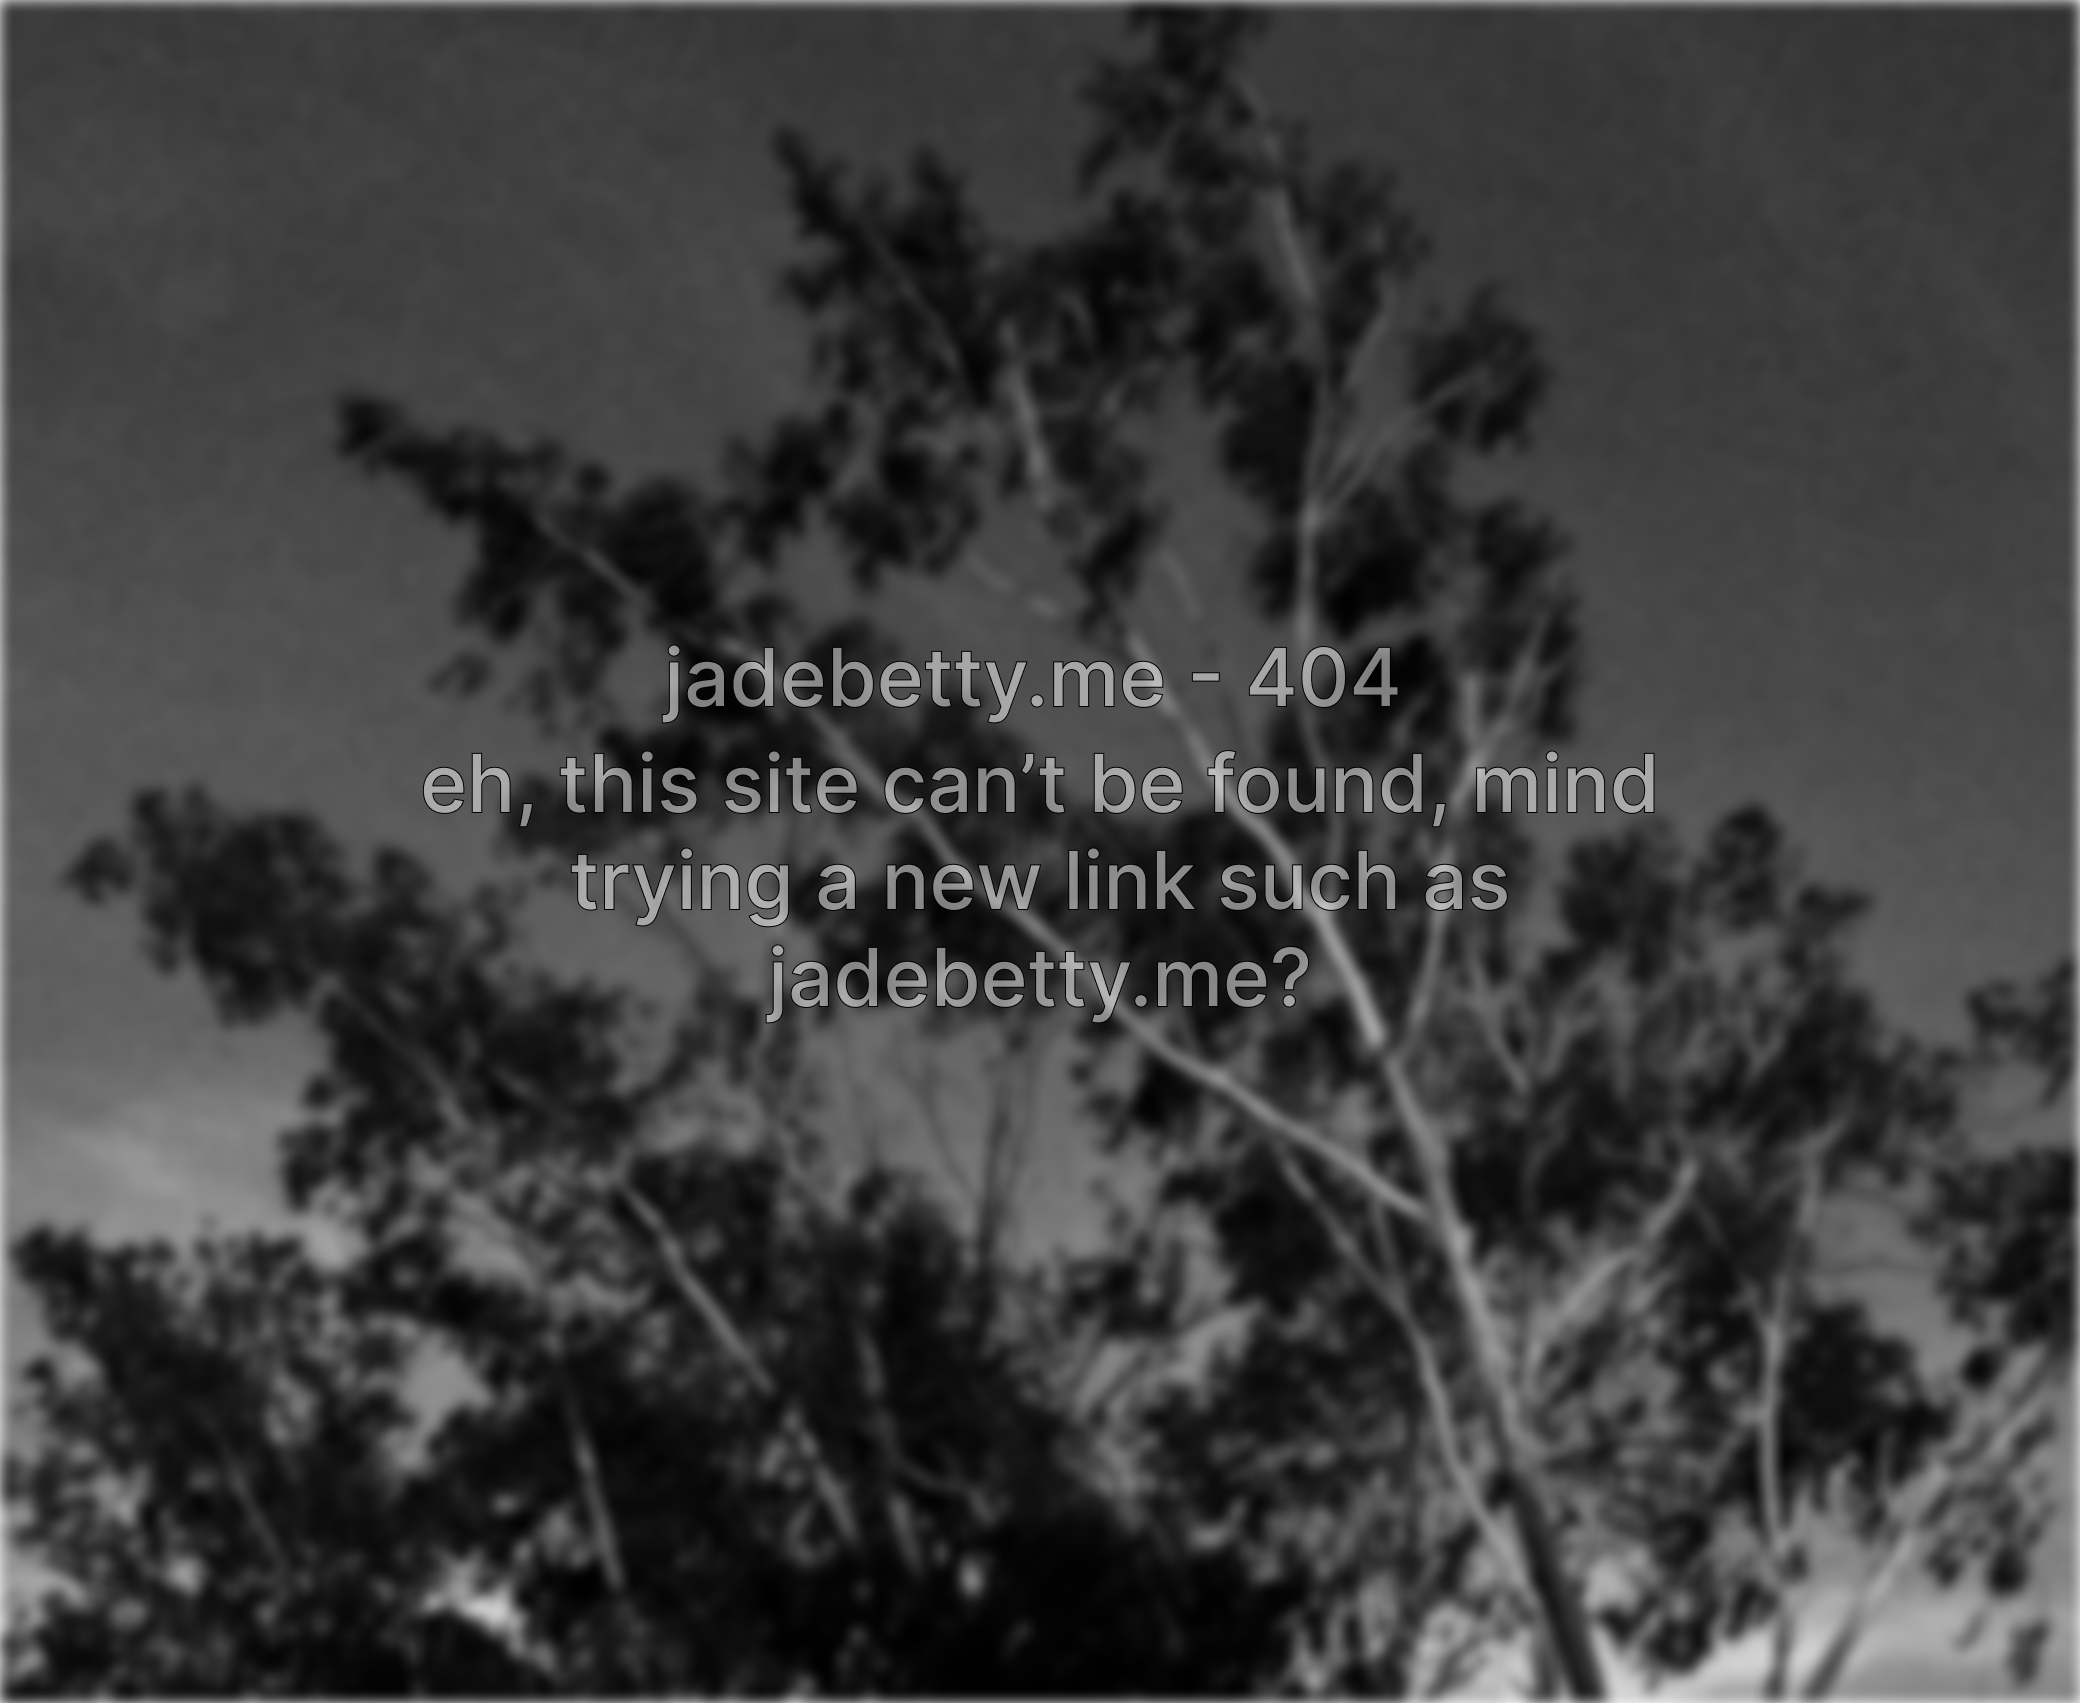 jadebetty.me - 404
eh, this site can’t be found, mind
trying a new link such as
jadebetty.me?